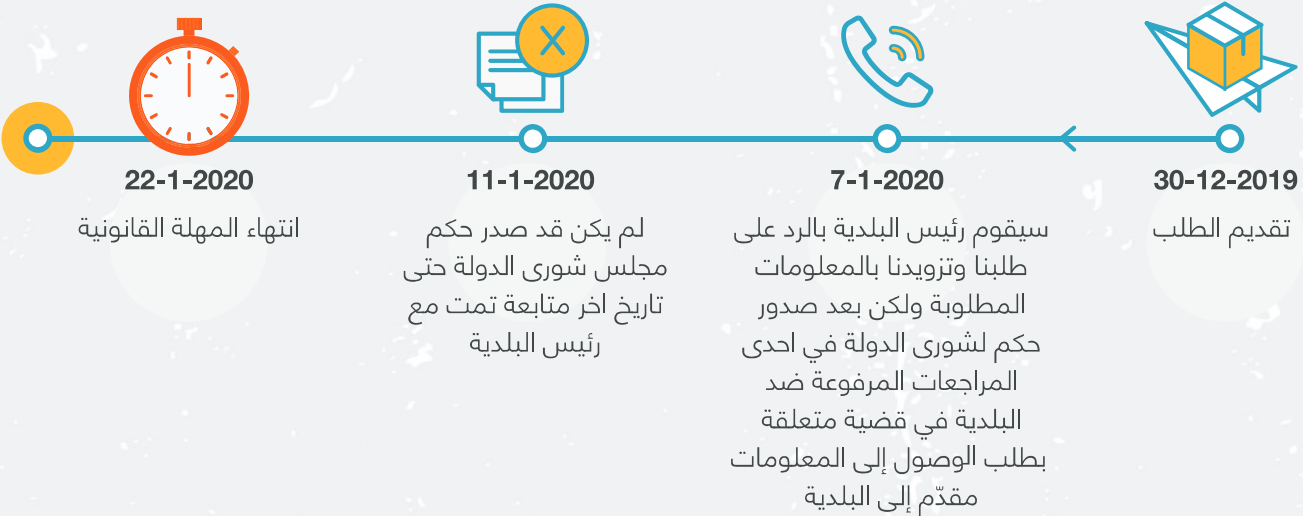 30-12-2019
تقديم الطلب
7-1-2020
سيقوم رئيس البلدية بالرد على
طلبنا وتزويدنا بالمعلومات
المطلوبة ولكن بعد صدور
حكم لشورى الدولة في احدى
المراجعات المرفوعة ضد
البلدية في قضية متعلقة
بطلب الوصول إلى المعلومات
مقدّم إلى البلدية
11-1-2020
لم يكن قد صدر حكم
مجلس شورى الدولة حتى
تاريخ اخر متابعة تمت مع
رئيس البلدية
22-1-2020
انتهاء المهلة القانونية